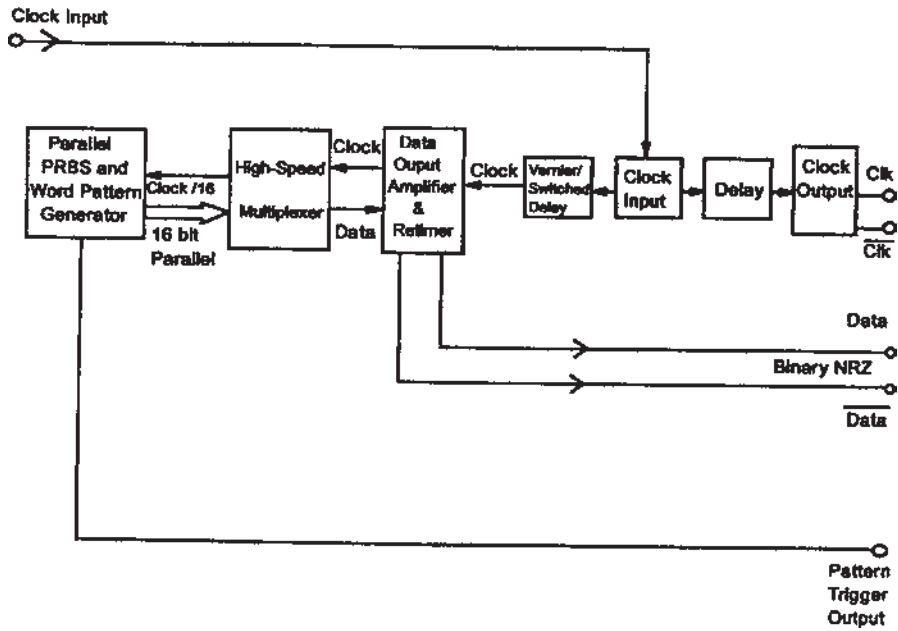 Clock Input
Parallel
PRBS and
Word Pattern
Generator
Clock /16
16 bit
Parallel
High-Speed
Multiplexer
Clock
Data
Data
Ouput
Amplifier
&
Retimer
Clock
Vernier/
Switched
Delay
Clock
Input
Delay
Clock
Output
Clk
Clk
Data
Binary NRZ
Data
Pattern
Trigger
Output